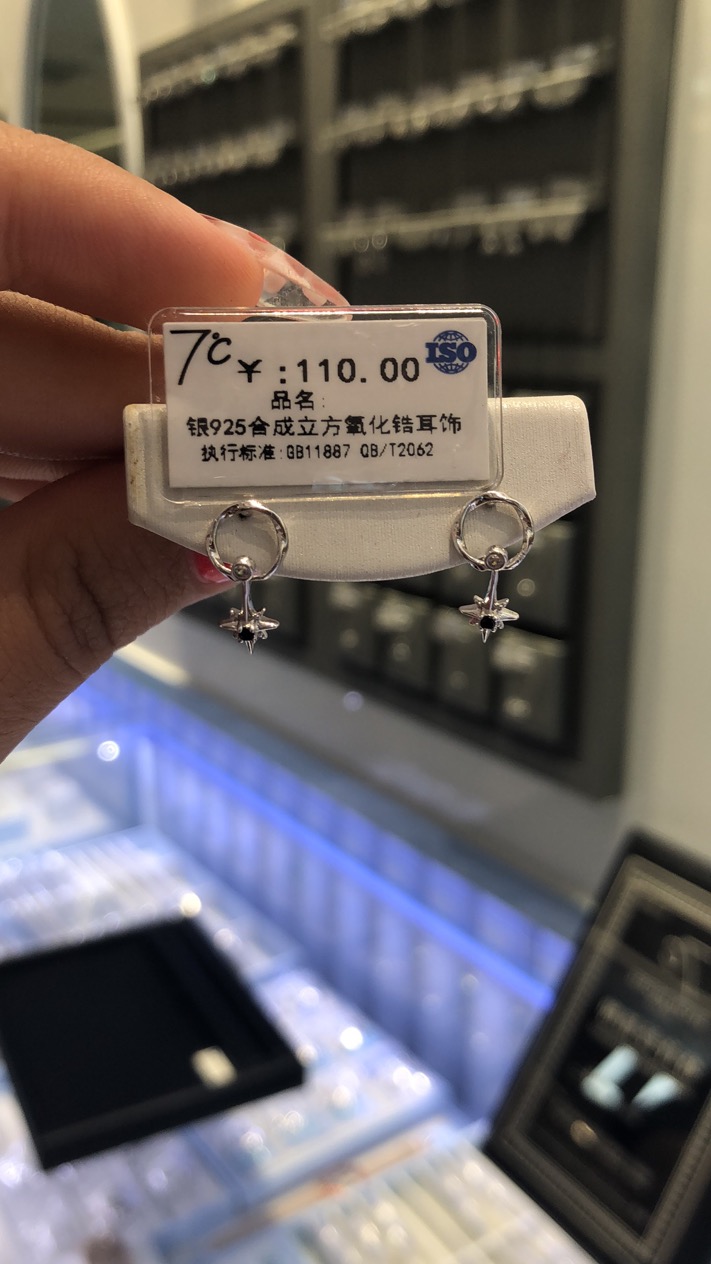 7℃ ¥:110.00 ISO
品名:
银925合成立方氧化锆耳饰
执行标准:GB11887 QB/T2062